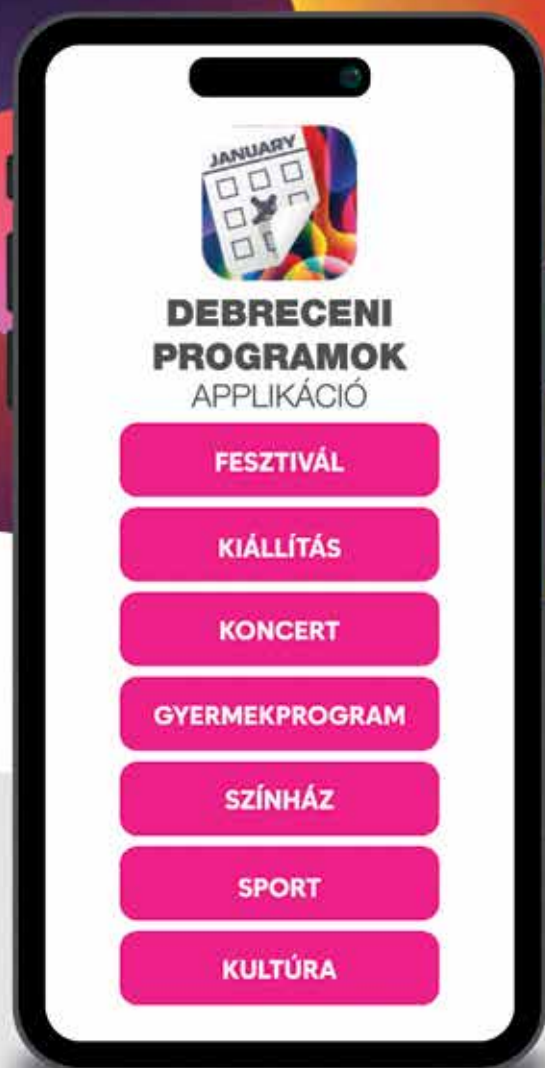 JANUARY
DEBRECENI
PROGRAMOK
APPLIKÁCIÓ
FESZTIVÁL
KIÁLLÍTÁS
KONCERT
GYERMEKPROGRAM
SZÍNHÁZ
SPORT
KULTÚRA